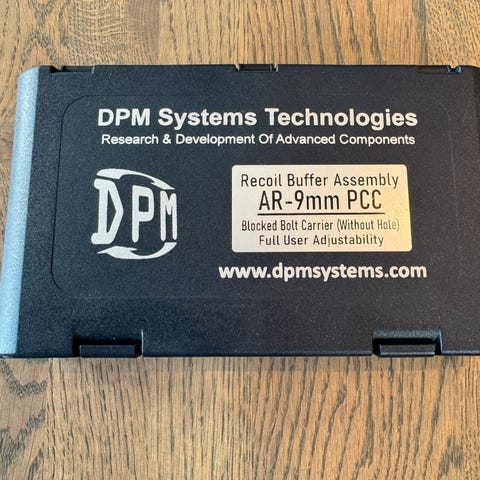 DPM Systems Technologies
Research & Development Of Advanced Components
DPM
Recoil Buffer Assembly
AR-9mm PCC
Blocked Bolt Carrier (Without Hole)
Full User Adjustability
www.dpmsystems.com